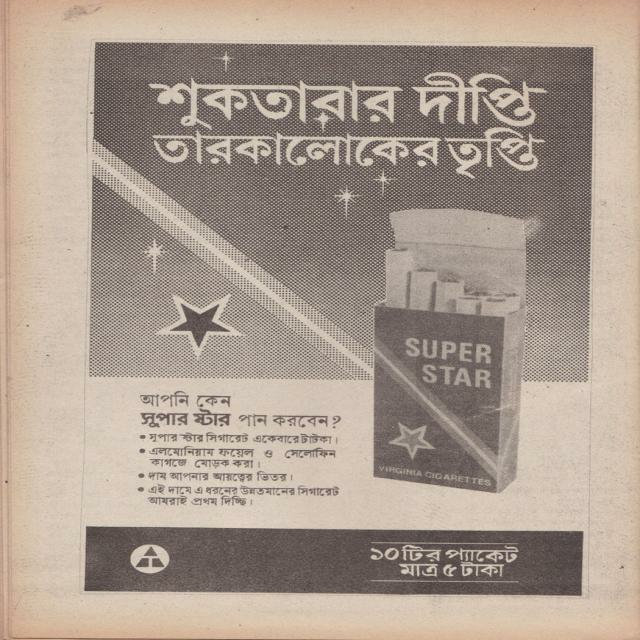 শুকতারার দীপ্তি
তারকালোকের তৃপ্তি
SUPER
STAR
VIRGINIA CIGARETTES
আপনি কেন
সুপার ষ্টার পান করবেন?
• সুপার ষ্টার সিগারেট একেবারে টাটকা।
• এলমোনিয়াম ফয়েল ও সেলোফিন
কাগজে মোড়ক করা।
• দাম আপনার আয়ত্বের ভিতর।
• এই দামে এ ধরনের উন্নতমানের সিগারেট
আমরাই প্রথম দিচ্ছি।
১০টির প্যাকেট
মাত্র ৫ টাকা